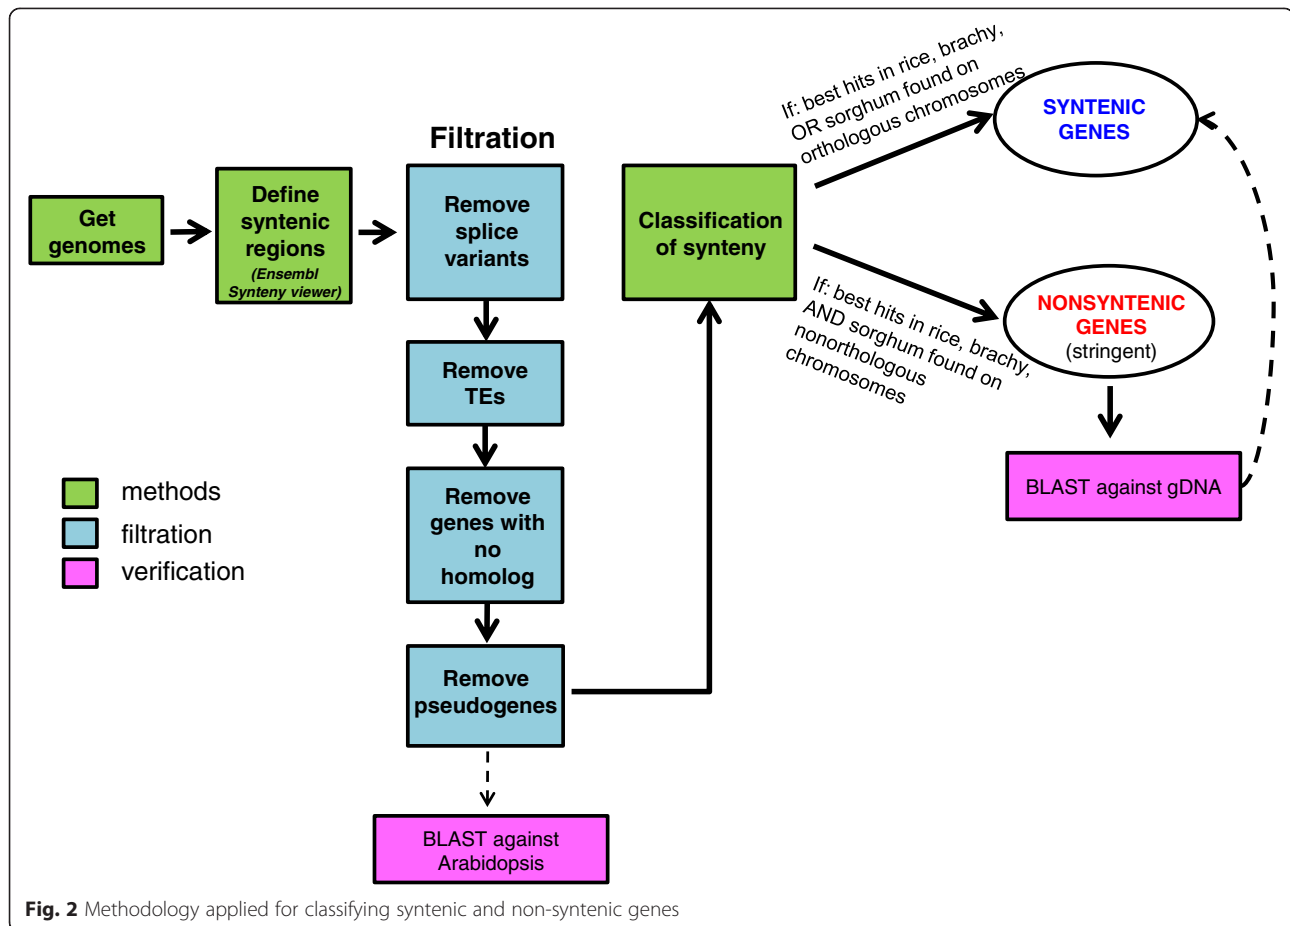 Get
genomes
Define
syntenic
regions
(Ensembl
Synteny viewer)
Filtration
Remove
splice
variants
Remove
TEs
Remove
genes with
no
homolog
Remove
pseudogenes
BLAST against
Arabidopsis
Classification
of synteny
If: best hits in rice, brachy,
OR sorghum found on
orthologous chromosomes
SYNTENIC
GENES
If: best hits in rice, brachy,
AND sorghum found on
nonorthologous
chromosomes
NONSYNTENIC
GENES
(stringent)
BLAST against gDNA
methods
filtration
verification
Fig. 2 Methodology applied for classifying syntenic and non-syntenic genes